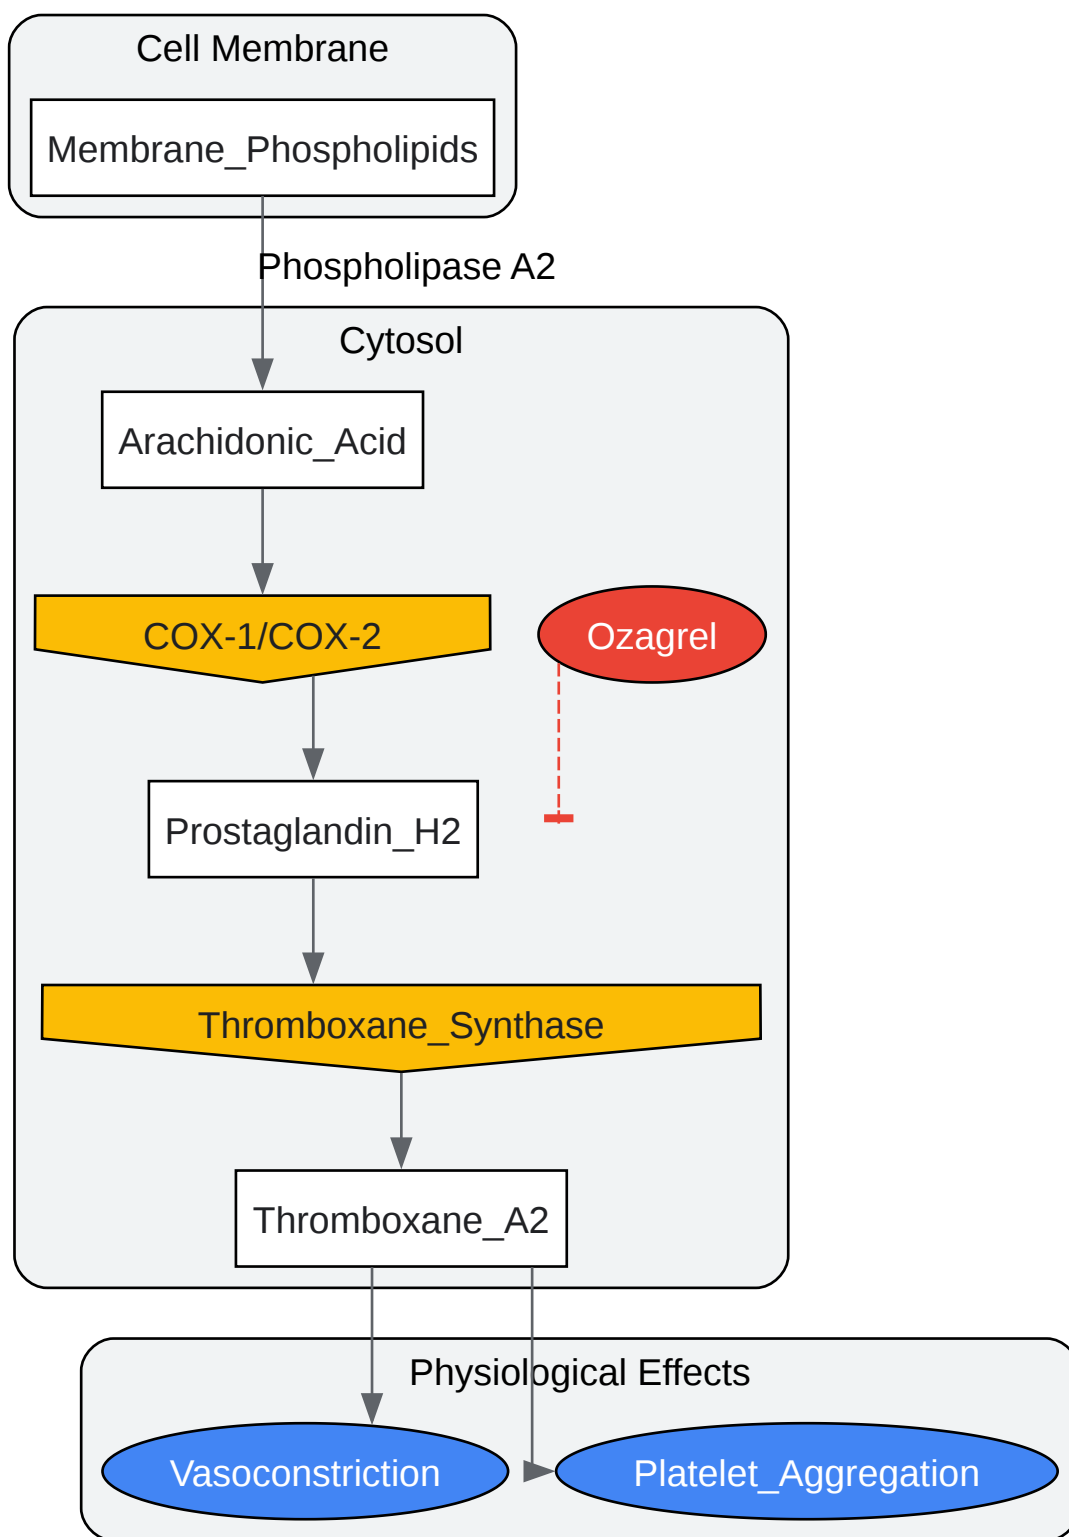 Cell Membrane
Membrane_Phospholipids
Phospholipase A2
Cytosol
Arachidonic_Acid
COX-1/COX-2
Ozagrel
Prostaglandin_H2
Thromboxane_Synthase
Thromboxane_A2
Physiological Effects
Vasoconstriction
Platelet_Aggregation